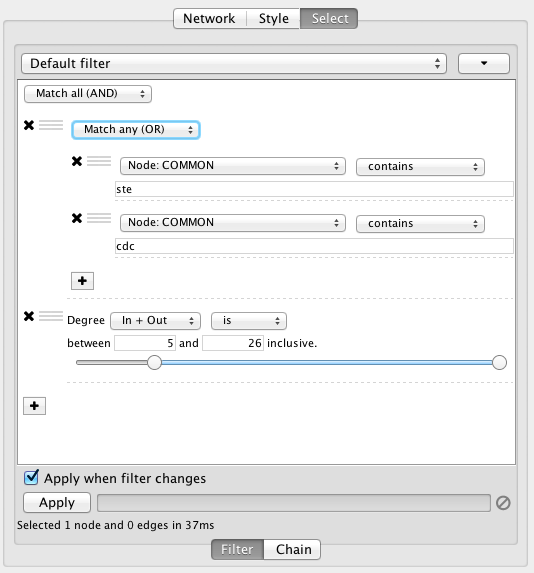 Network Style Select
Default filter
Match all (AND)
Match any (OR)
Node: COMMON contains
ste
Node: COMMON contains
cdc
Degree In + Out is
between 5 and 26 inclusive.
Apply when filter changes
Apply
Selected 1 node and 0 edges in 37ms
Filter Chain